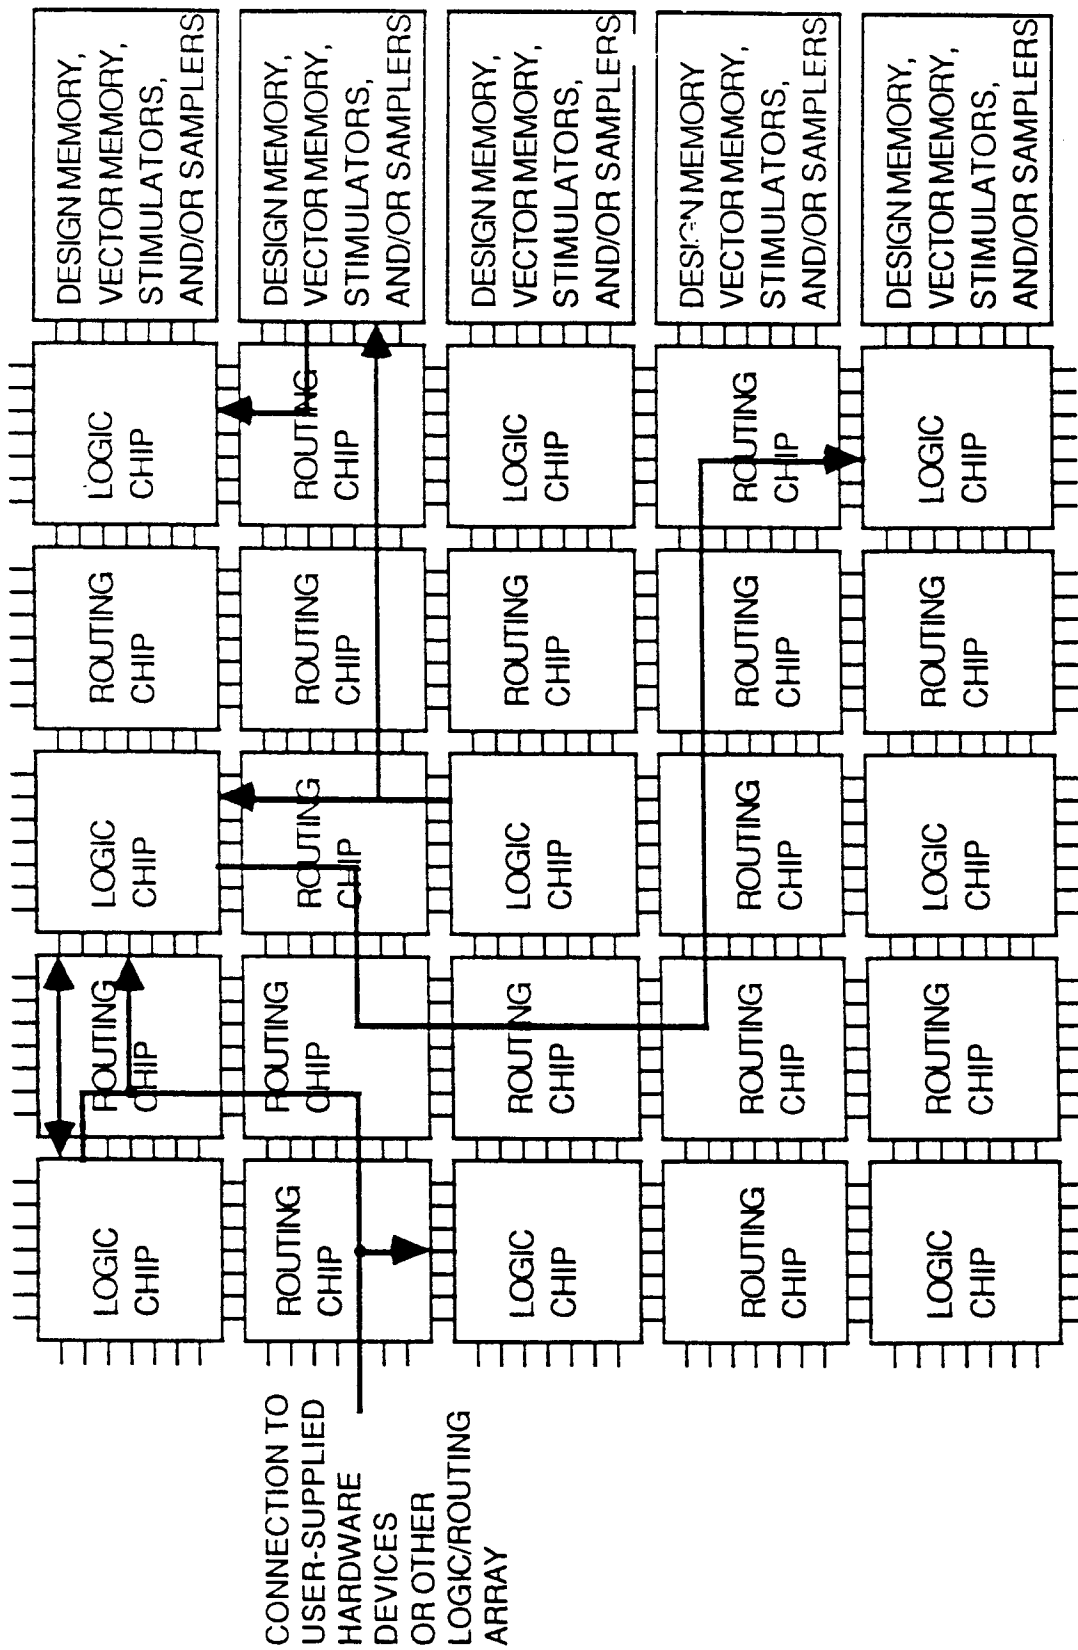 LOGIC
CHIP
ROUTING
CHIP
LOGIC
CHIP
ROUTING
CHIP
LOGIC
CHIP
DESIGN MEMORY,
VECTOR MEMORY,
STIMULATORS,
AND/OR SAMPLERS
CONNECTION TO
USER-SUPPLIED
HARDWARE
DEVICES
OR OTHER
LOGIC/ROUTING
ARRAY
ROUTING
CHIP
ROUTING
CHIP
ROUTING
CHIP
ROUTING
CHIP
ROUTING
CHIP
DESIGN MEMORY,
VECTOR MEMORY,
STIMULATORS,
AND/OR SAMPLERS
LOGIC
CHIP
ROUTING
CHIP
LOGIC
CHIP
ROUTING
CHIP
LOGIC
CHIP
DESIGN MEMORY,
VECTOR MEMORY,
STIMULATORS,
AND/OR SAMPLERS
ROUTING
CHIP
ROUTING
CHIP
ROUTING
CHIP
ROUTING
CHIP
ROUTING
CHIP
DESIGN MEMORY
VECTOR MEMORY,
STIMULATORS,
AND/OR SAMPLERS
LOGIC
CHIP
ROUTING
CHIP
LOGIC
CHIP
ROUTING
CHIP
LOGIC
CHIP
DESIGN MEMORY,
VECTOR MEMORY,
STIMULATORS,
AND/OR SAMPLERS